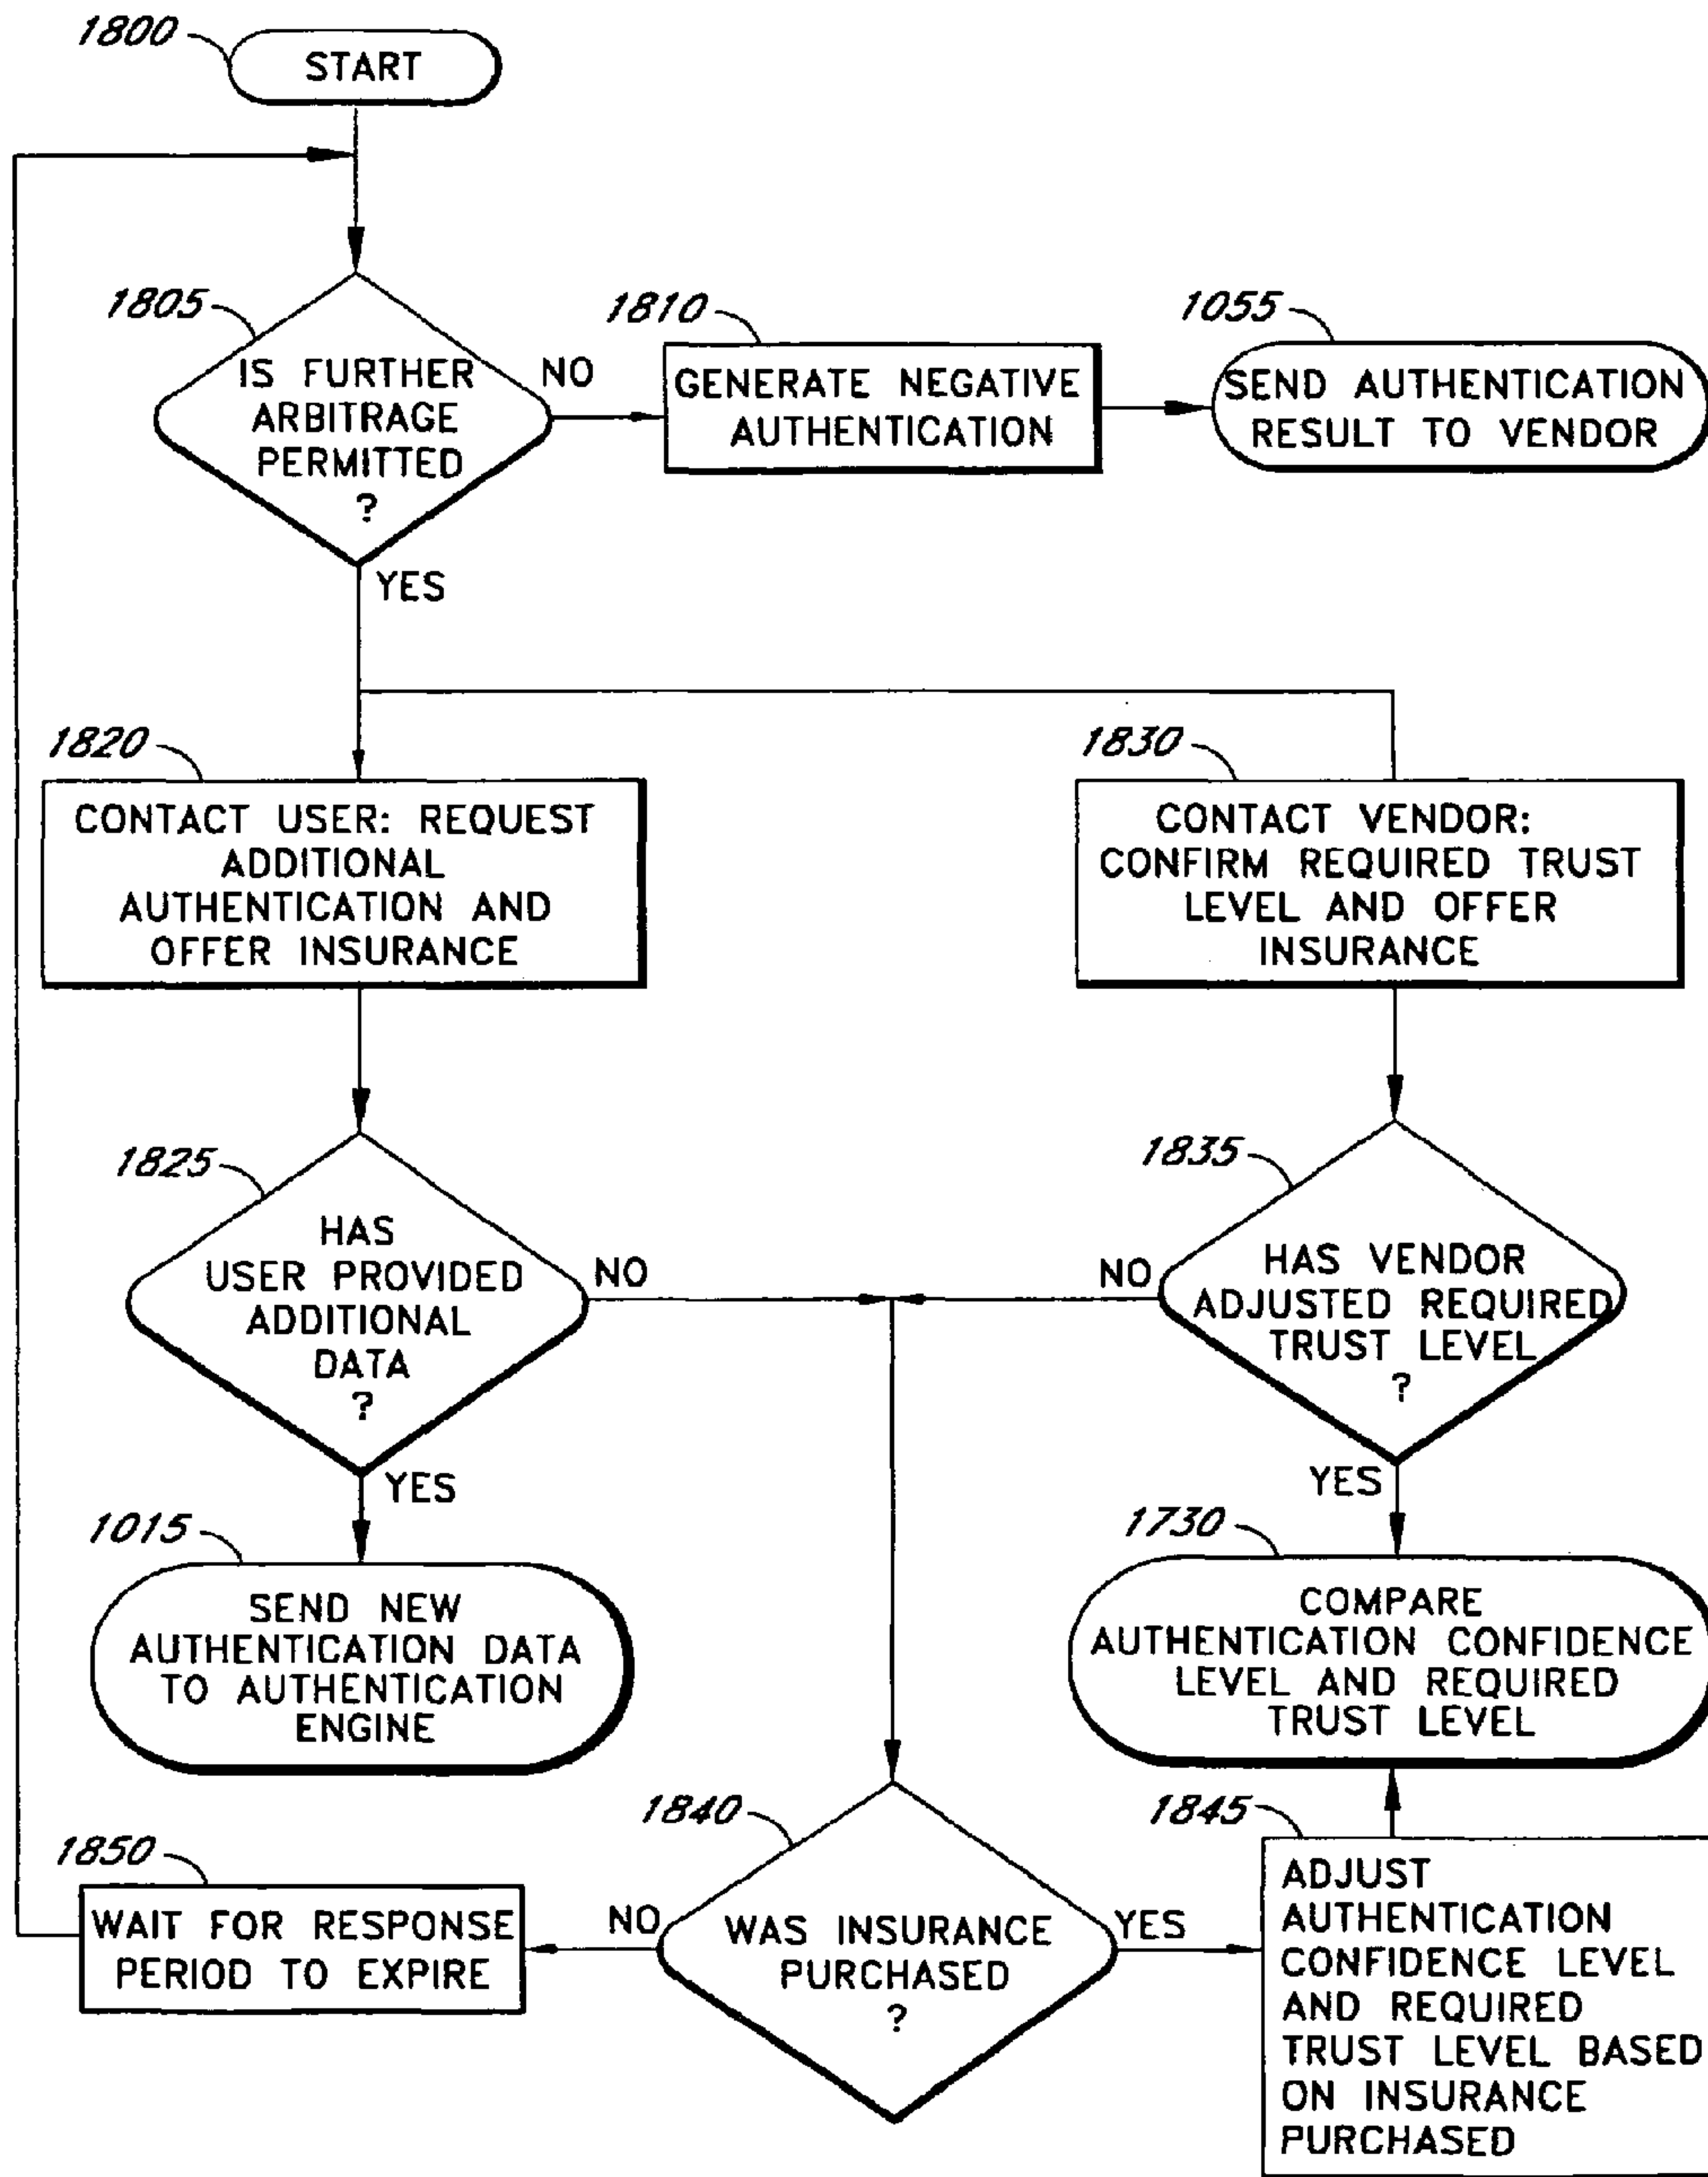 1800
START
1805
IS FURTHER
ARBITRAGE
PERMITTED
?
NO
YES
1810
GENERATE NEGATIVE
AUTHENTICATION
1055
SEND AUTHENTICATION
RESULT TO VENDOR
1820
CONTACT USER: REQUEST
ADDITIONAL
AUTHENTICATION AND
OFFER INSURANCE
1830
CONTACT VENDOR:
CONFIRM REQUIRED TRUST
LEVEL AND OFFER
INSURANCE
1825
HAS
USER PROVIDED
ADDITIONAL
DATA
?
NO
YES
1835
HAS VENDOR
ADJUSTED REQUIRED
TRUST LEVEL
?
NO
YES
1015
SEND NEW
AUTHENTICATION DATA
TO AUTHENTICATION
ENGINE
1730
COMPARE
AUTHENTICATION CONFIDENCE
LEVEL AND REQUIRED
TRUST LEVEL
1840
WAS INSURANCE
PURCHASED
?
NO
YES
1850
WAIT FOR RESPONSE
PERIOD TO EXPIRE
1845
ADJUST
AUTHENTICATION
CONFIDENCE LEVEL
AND REQUIRED
TRUST LEVEL BASED
ON INSURANCE
PURCHASED